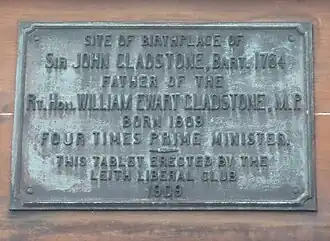 SITE OF BIRTHPLACE OF
SIR JOHN GLADSTONE, BART. 1764
FATHER OF THE
RT. HON. WILLIAM EWART GLADSTONE, M.P.
BORN 1809
FOUR TIMES PRIME MINISTER.
THIS TABLET ERECTED BY THE
LEITH LIBERAL CLUB
1909